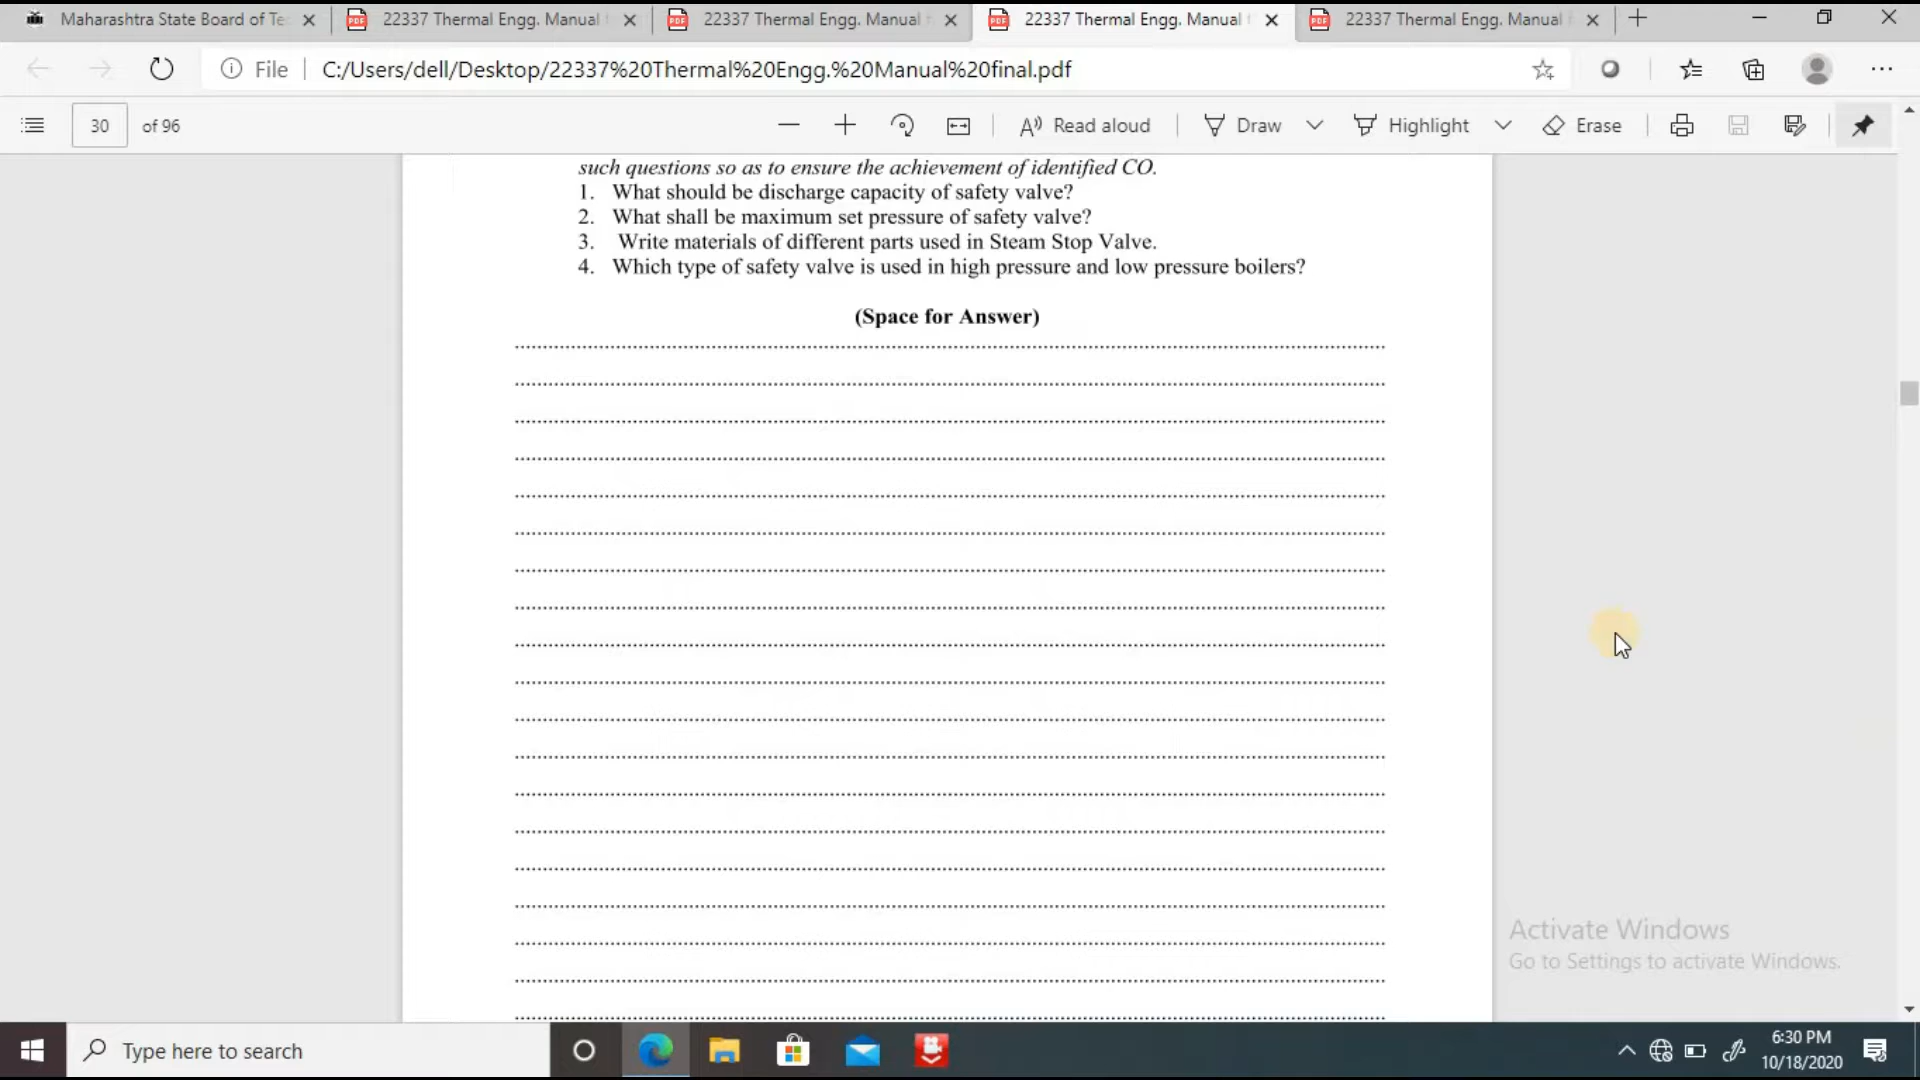 Maharashtra State Board of Te
22337 Thermal Engg. Manual
22337 Thermal Engg. Manual
22337 Thermal Engg. Manual
22337 Thermal Engg. Manual
File
C:/Users/dell/Desktop/22337%20Thermal%20Engg.%20Manual%20final.pdf
30 of 96
Read aloud
Draw
Highlight
Erase
such questions so as to ensure the achievement of identified CO.
1. What should be discharge capacity of safety valve?
2. What shall be maximum set pressure of safety valve?
3. Write materials of different parts used in Steam Stop Valve.
4. Which type of safety valve is used in high pressure and low pressure boilers?
(Space for Answer)
Activate Windows
Go to Settings to activate Windows.
Type here to search
6:30 PM
10/18/2020